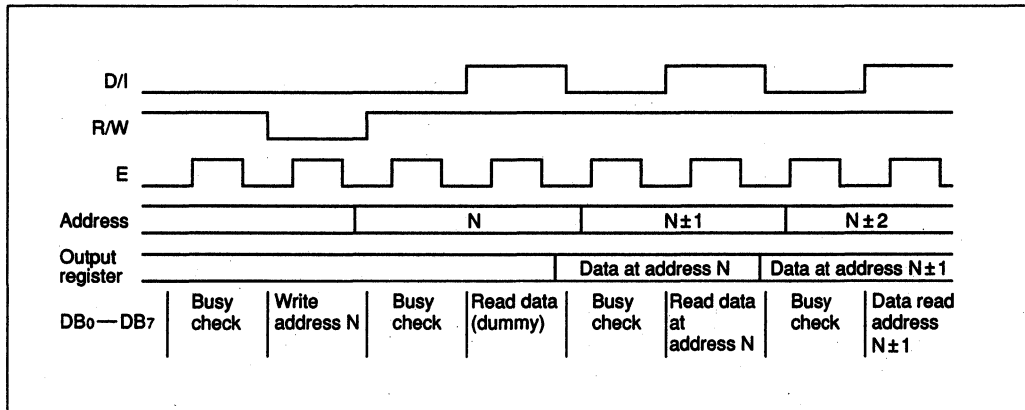 D/I
R/W
E
Address N N±1 N±2
Output
register Data at address N Data at address N±1
DB0—DB7
Busy
check
Write
address N
Busy
check
Read data
(dummy)
Busy
check
Read data
at
address N
Busy
check
Data read
address
N±1